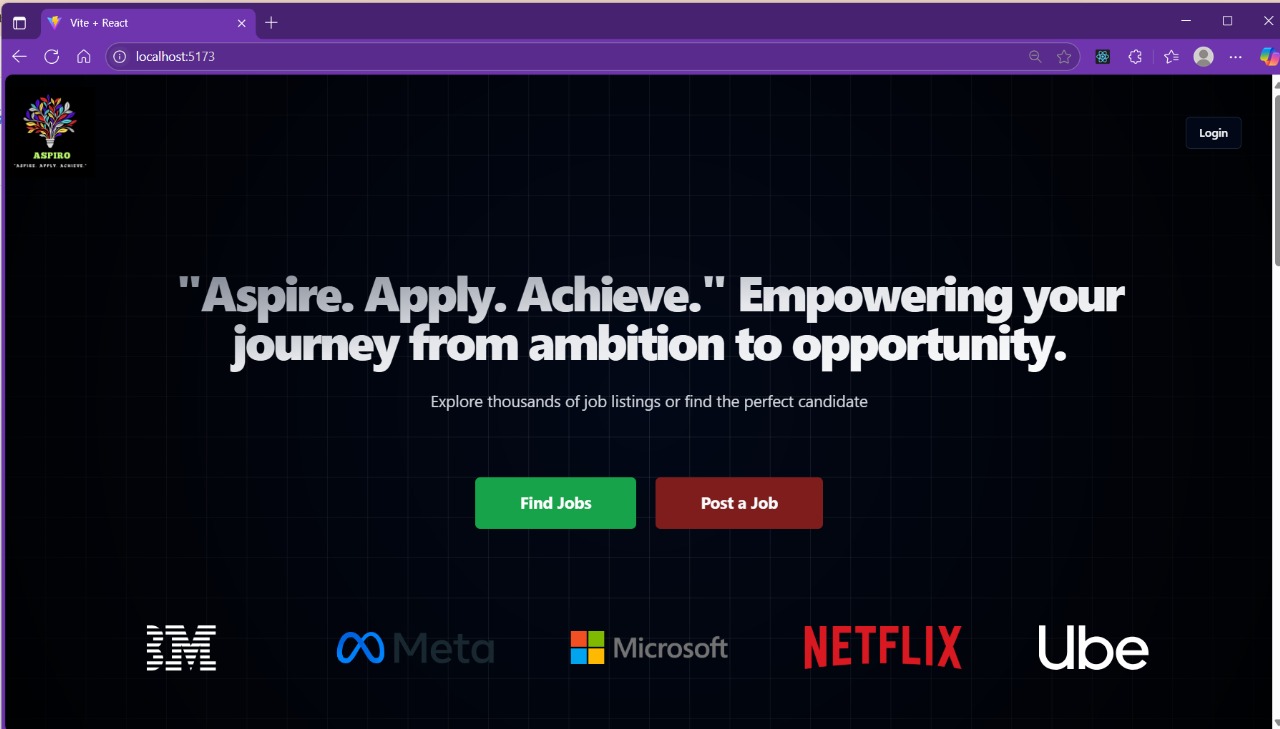 Vite + React
localhost:5173
ASPIRO
"ASPIRE APPLY ACHIEVE."
Login
"Aspire. Apply. Achieve." Empowering your
journey from ambition to opportunity.
Explore thousands of job listings or find the perfect candidate
Find Jobs
Post a Job
IBM
Meta
Microsoft
NETFLIX
Ube